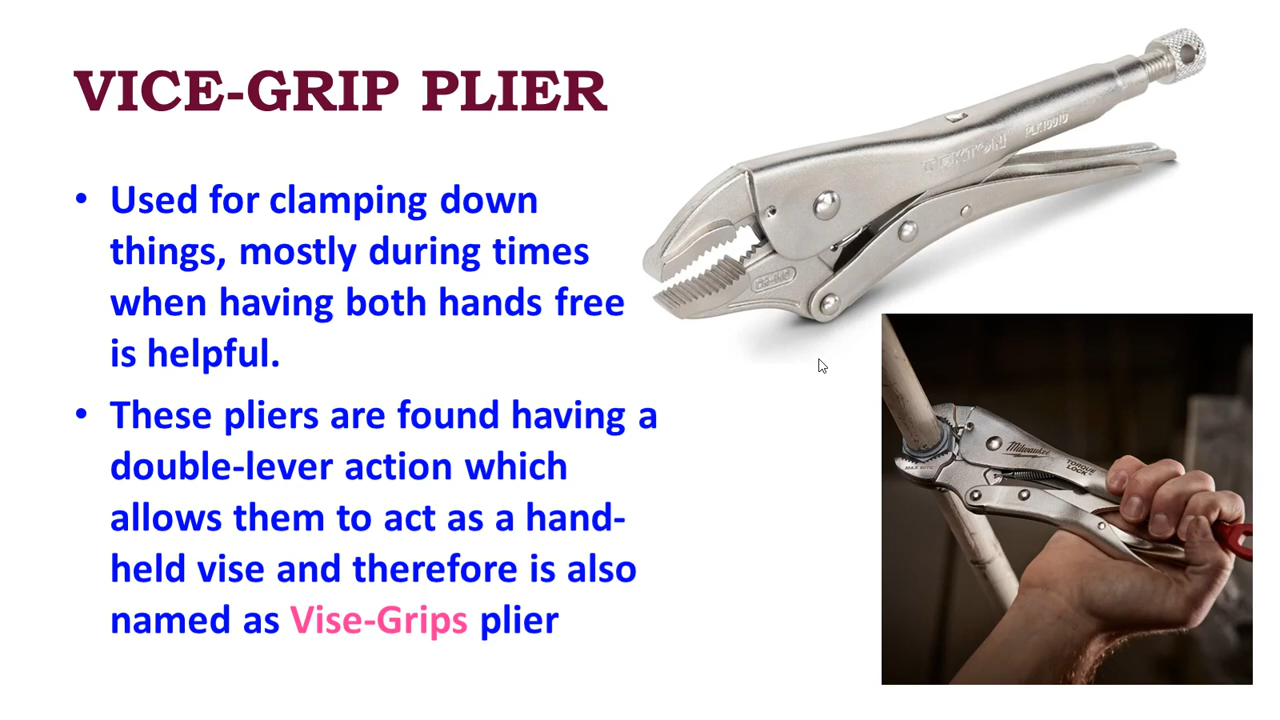 VICE-GRIP PLIER
• Used for clamping down
things, mostly during times
when having both hands free
is helpful.
• These pliers are found having a
double-lever action which
allows them to act as a hand-
held vise and therefore is also
named as Vise-Grips plier
TEKTON
PLK10010
Milwaukee
TORQUE
LOCK
MAX BITE